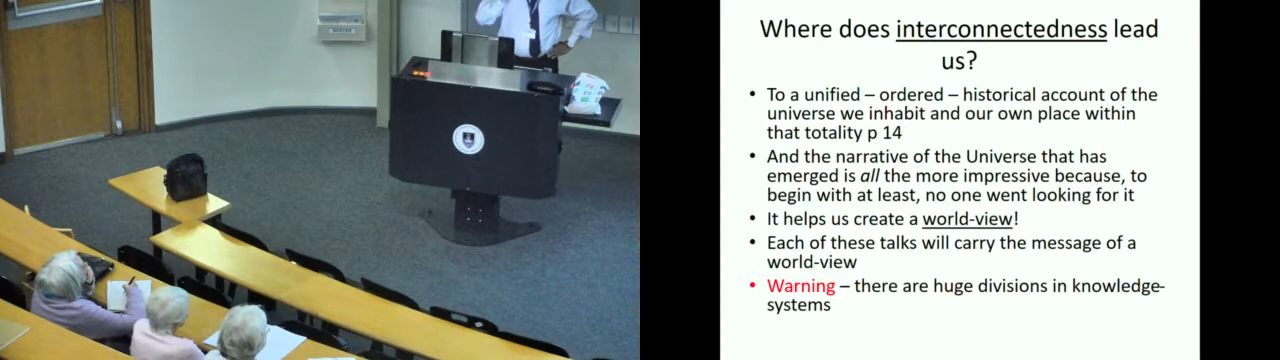 Where does interconnectedness lead
us?
• To a unified – ordered – historical account of the
universe we inhabit and our own place within
that totality p 14
• And the narrative of the Universe that has
emerged is all the more impressive because, to
begin with at least, no one went looking for it
• It helps us create a world-view!
• Each of these talks will carry the message of a
world-view
• Warning – there are huge divisions in knowledge-
systems